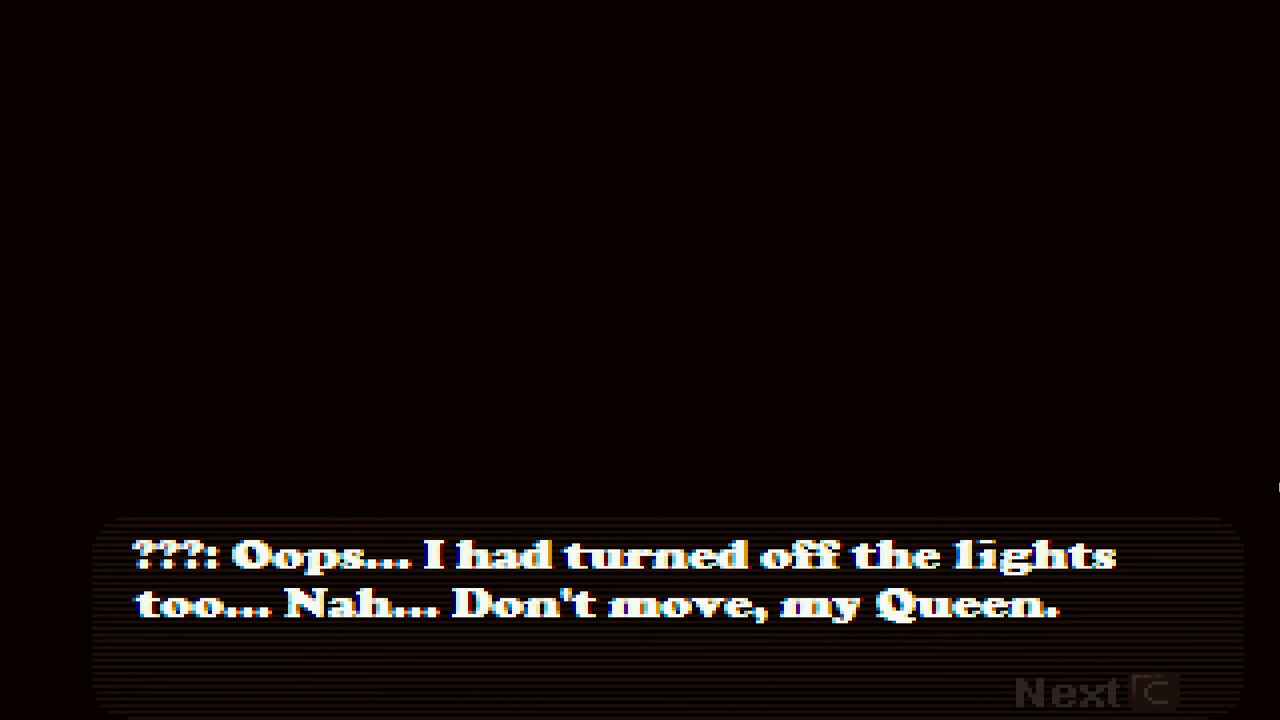 ???: Oops... I had turned off the lights
too... Nah... Don't move, my Queen.
Next C